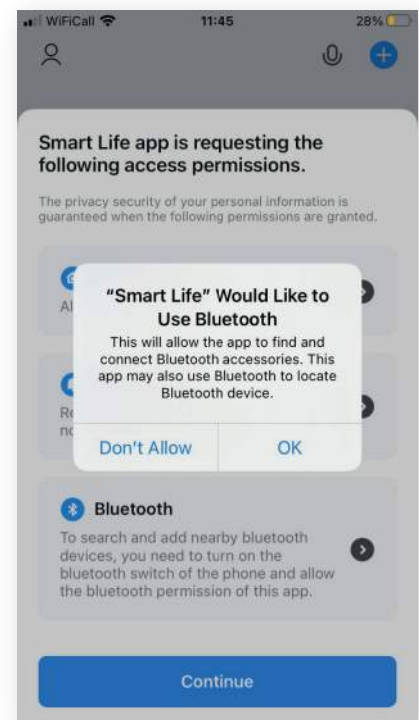 WiFiCall 11:45 28%
Smart Life app is requesting the
following access permissions.
The privacy security of your personal information is
guaranteed when the following permissions are granted.
Al
"Smart Life" Would Like to
Use Bluetooth
This will allow the app to find and
connect Bluetooth accessories. This
app may also use Bluetooth to locate
Bluetooth device.
Re
no
Don't Allow OK
Bluetooth
To search and add nearby bluetooth
devices, you need to turn on the
bluetooth switch of the phone and allow
the bluetooth permission of this app.
Continue